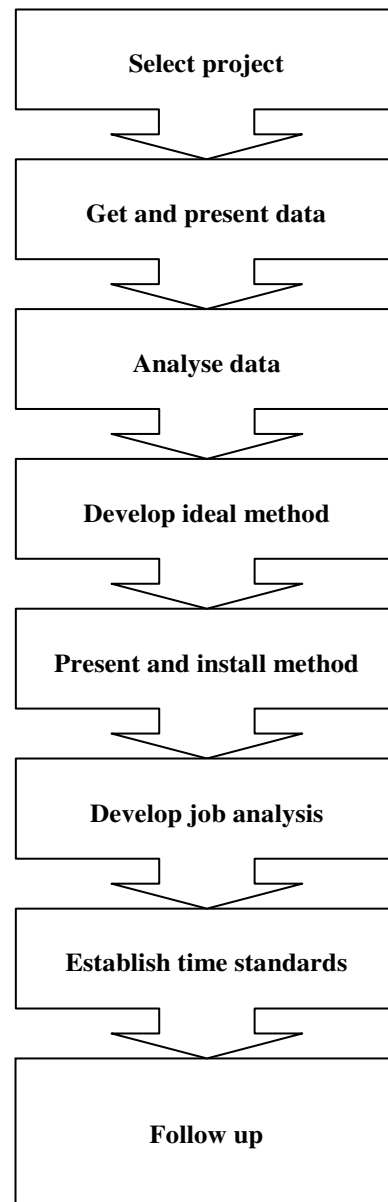 Select project
Get and present data
Analyse data
Develop ideal method
Present and install method
Develop job analysis
Establish time standards
Follow up